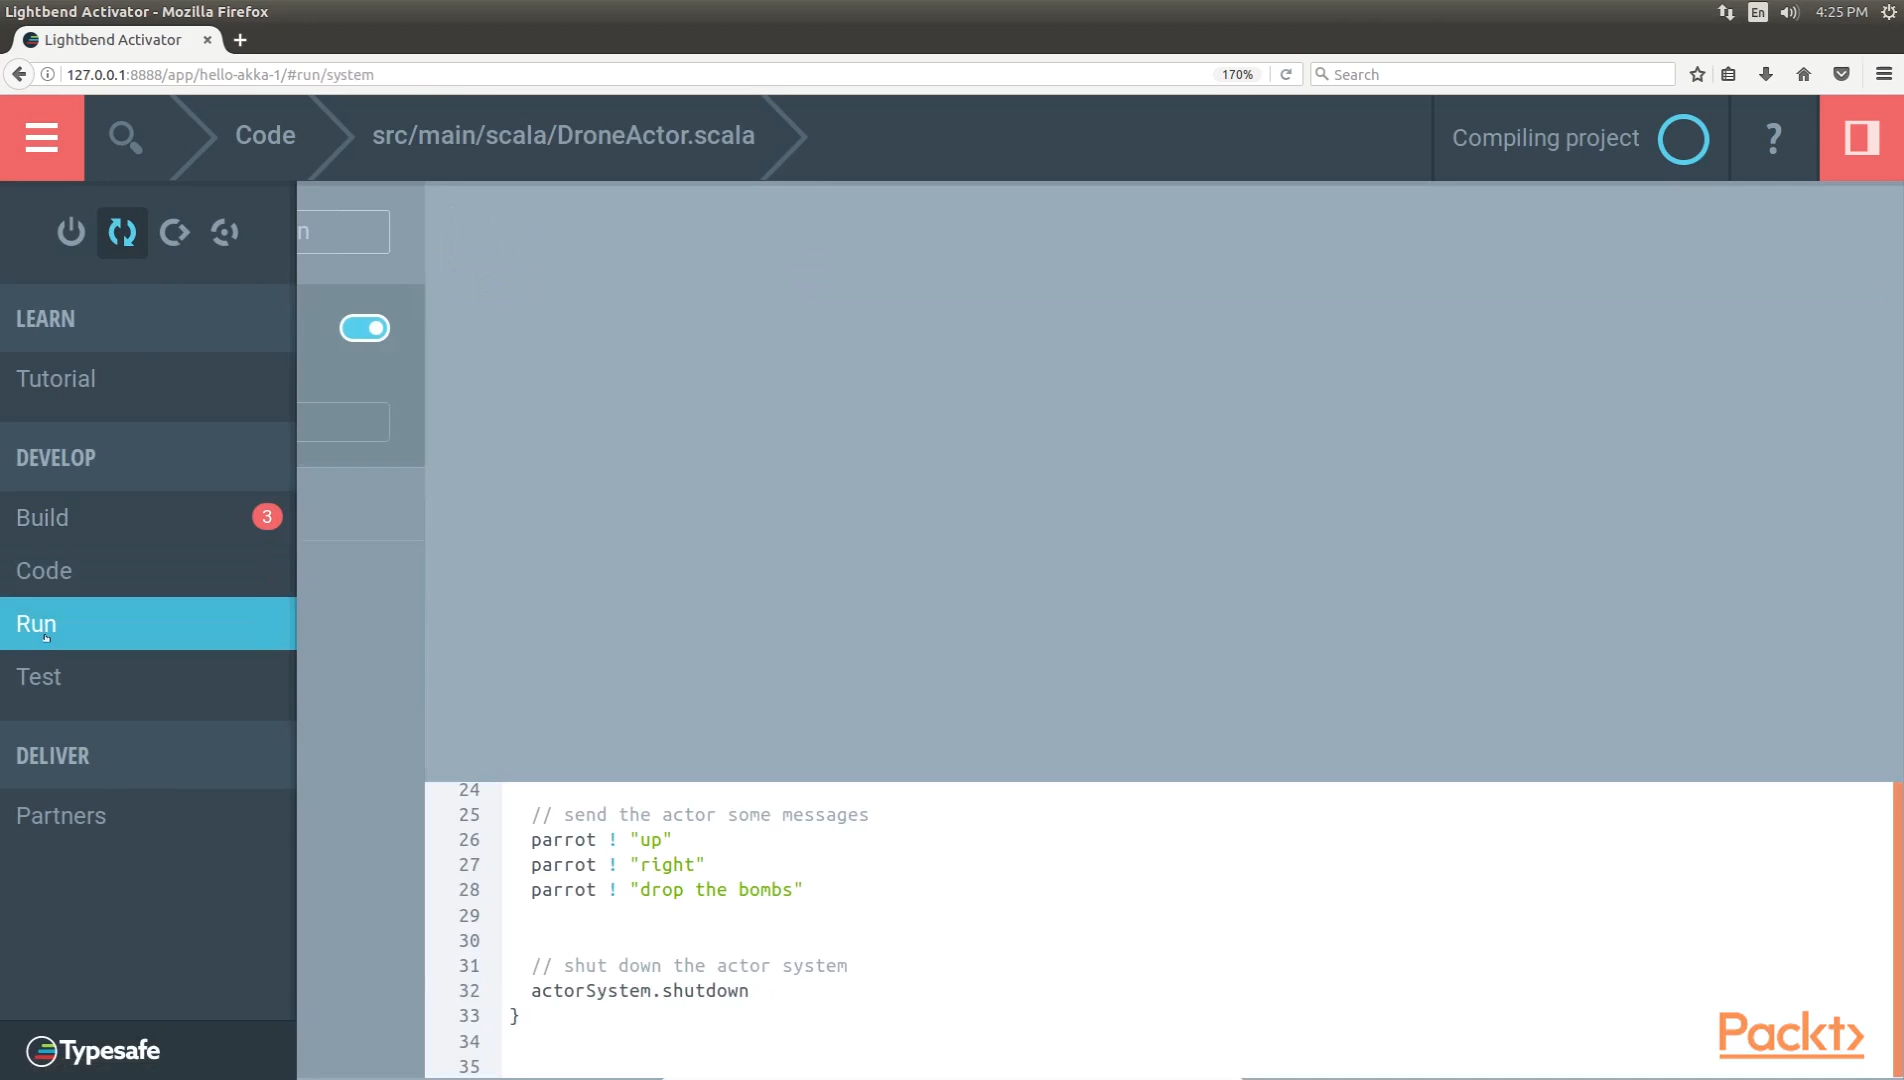 Lightbend Activator - Mozilla Firefox
En
4:25 PM
Lightbend Activator
127.0.0.1:8888/app/hello-akka-1/#run/system
170%
Search
Code
src/main/scala/DroneActor.scala
Compiling project
?
n
LEARN
Tutorial
DEVELOP
Build
3
Code
Run
Test
DELIVER
Partners
24
25 // send the actor some messages
26 parrot ! "up"
27 parrot ! "right"
28 parrot ! "drop the bombs"
29
30
31 // shut down the actor system
32 actorSystem.shutdown
33 }
34
35
Typesafe
Packt>